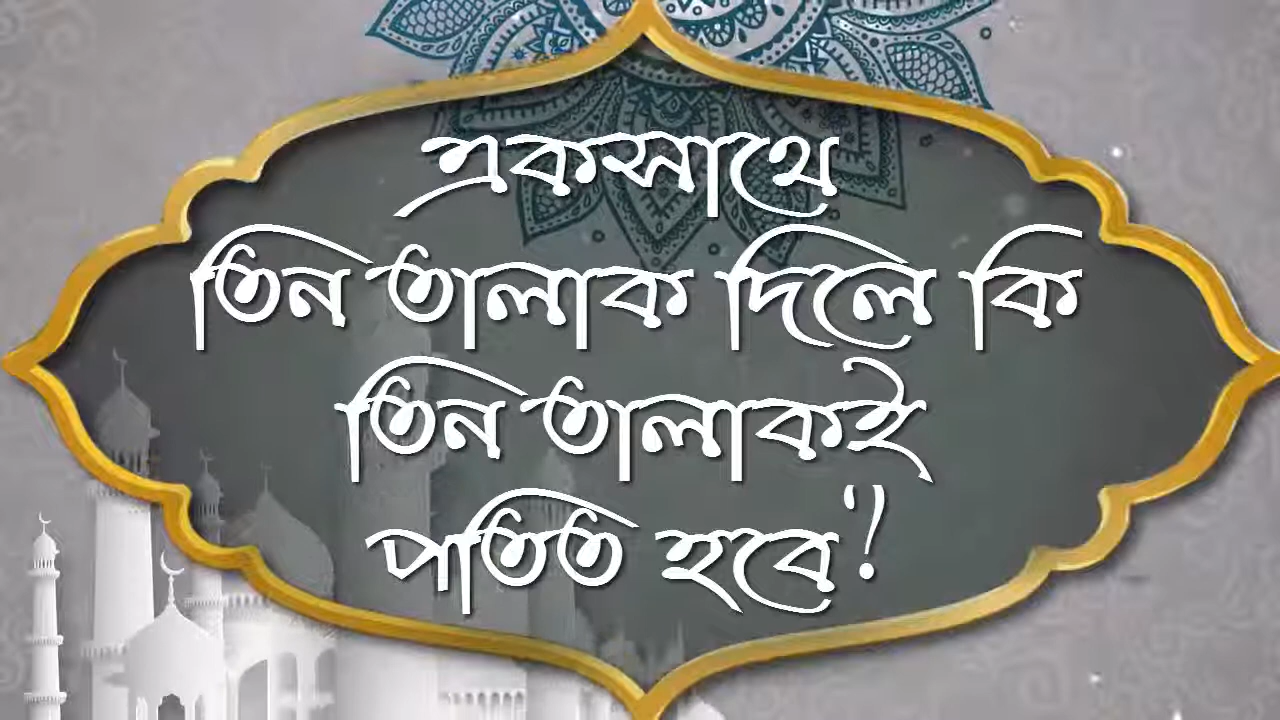 একসাথে
তিন তালাক দিলে কি
তিন তালাকই
পতিত হবে?